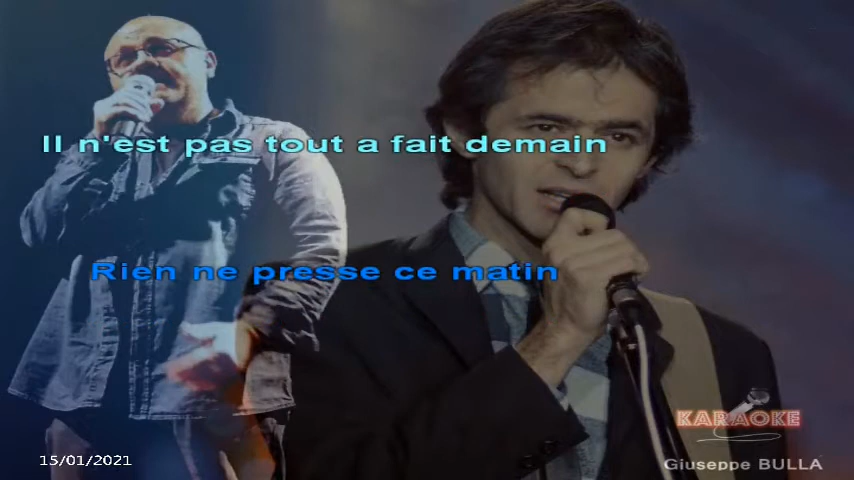 Il n'est pas tout a fait demain
Rien ne presse ce matin
KARAOKE
15/01/2021
Giuseppe BULLA